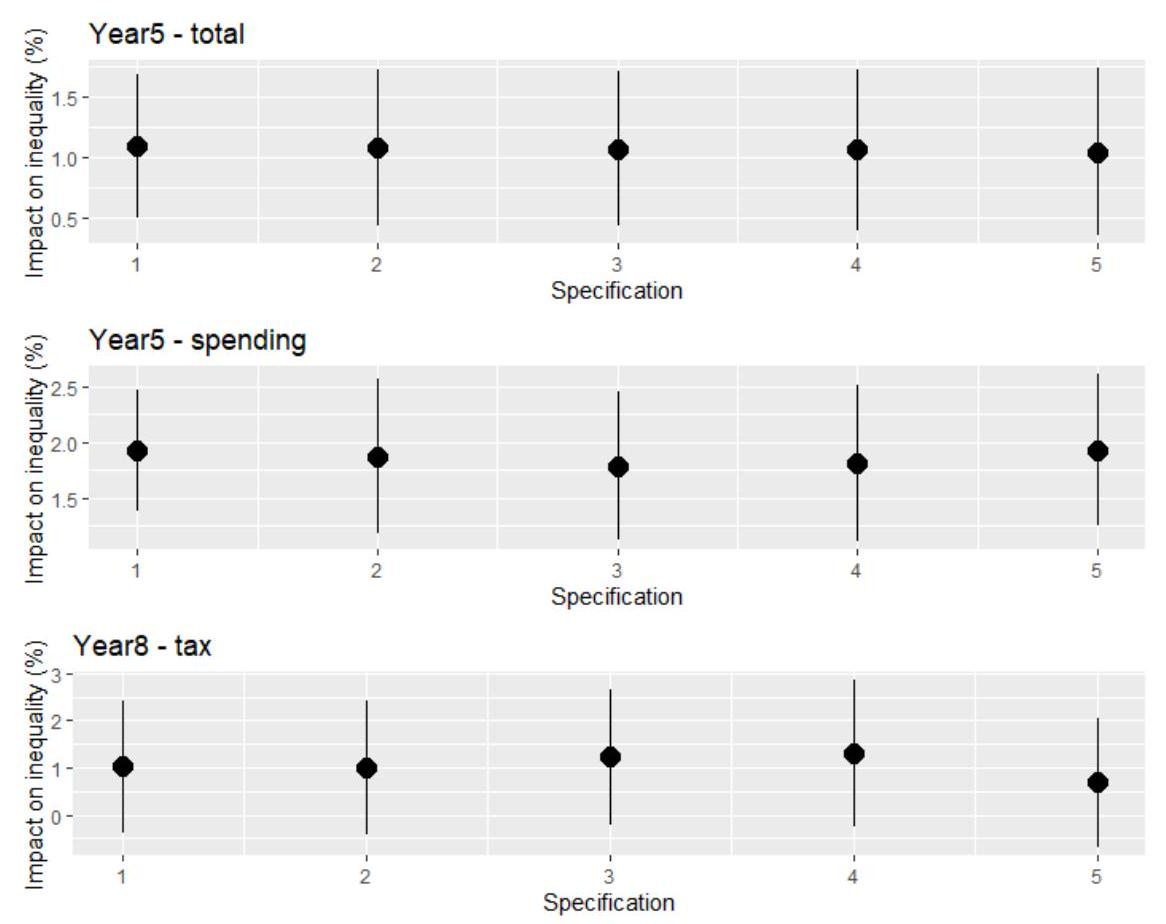 Year5 - total
Impact on inequality (%)
1.5
1.0
0.5
1 2 3 4 5
Specification
Year5 - spending
Impact on inequality (%)
2.5
2.0
1.5
1 2 3 4 5
Specification
Year8 - tax
Impact on inequality (%)
3
2
1
0
1 2 3 4 5
Specification